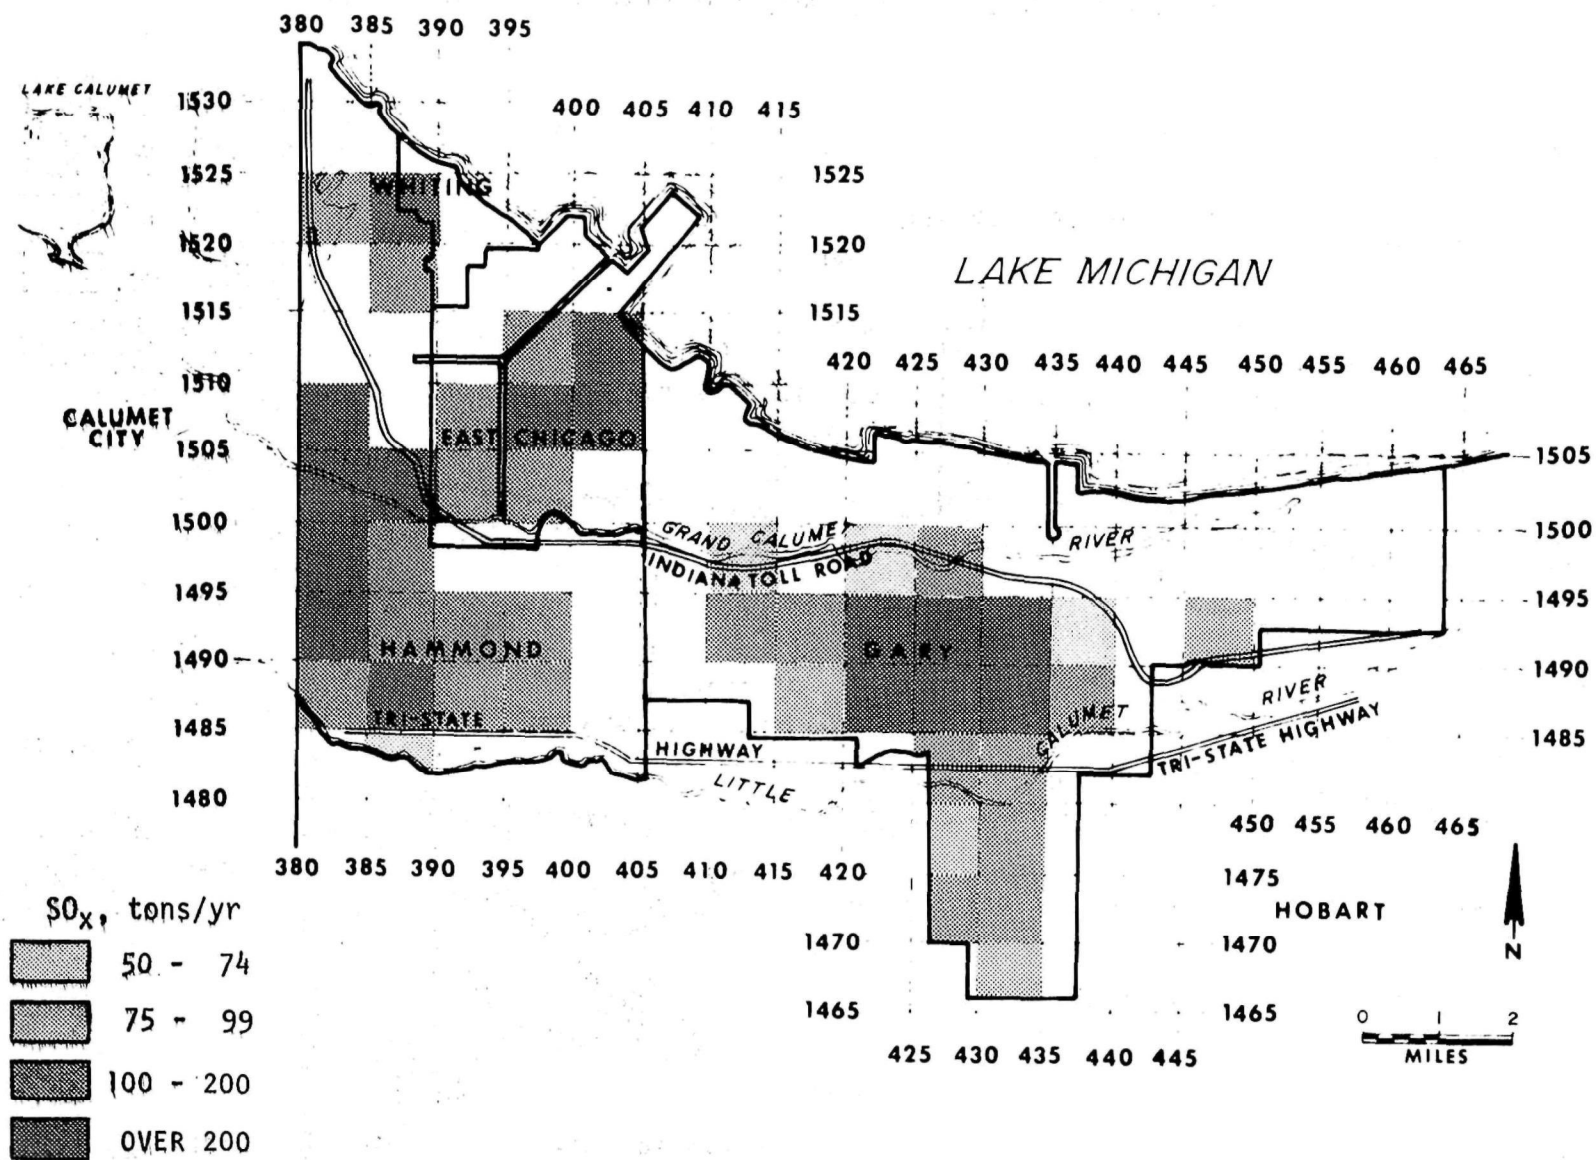 380 385 390 395
LAKE CALUMET
1530
400 405 410 415
1525
WHITING
1525
1520
1520
LAKE MICHIGAN
1515
1515
420 425 430 435 440 445 450 455 460 465
1510
CALUMET
CITY
EAST CHICAGO
1505
1505
1500
GRAND CALUMET
RIVER
1500
INDIANA TOLL ROAD
1495
1495
HAMMOND
GARY
1490
1490
RIVER
1485
TRI-STATE
CALUMET
1485
HIGHWAY
TRI-STATE HIGHWAY
LITTLE
1480
450 455 460 465
380 385 390 395 400 405 410 415 420
1475
HOBART
SOx, tons/yr
50 - 74
75 - 99
100 - 200
OVER 200
1470
1470
N
1465
1465
0 1 2
MILES
425 430 435 440 445